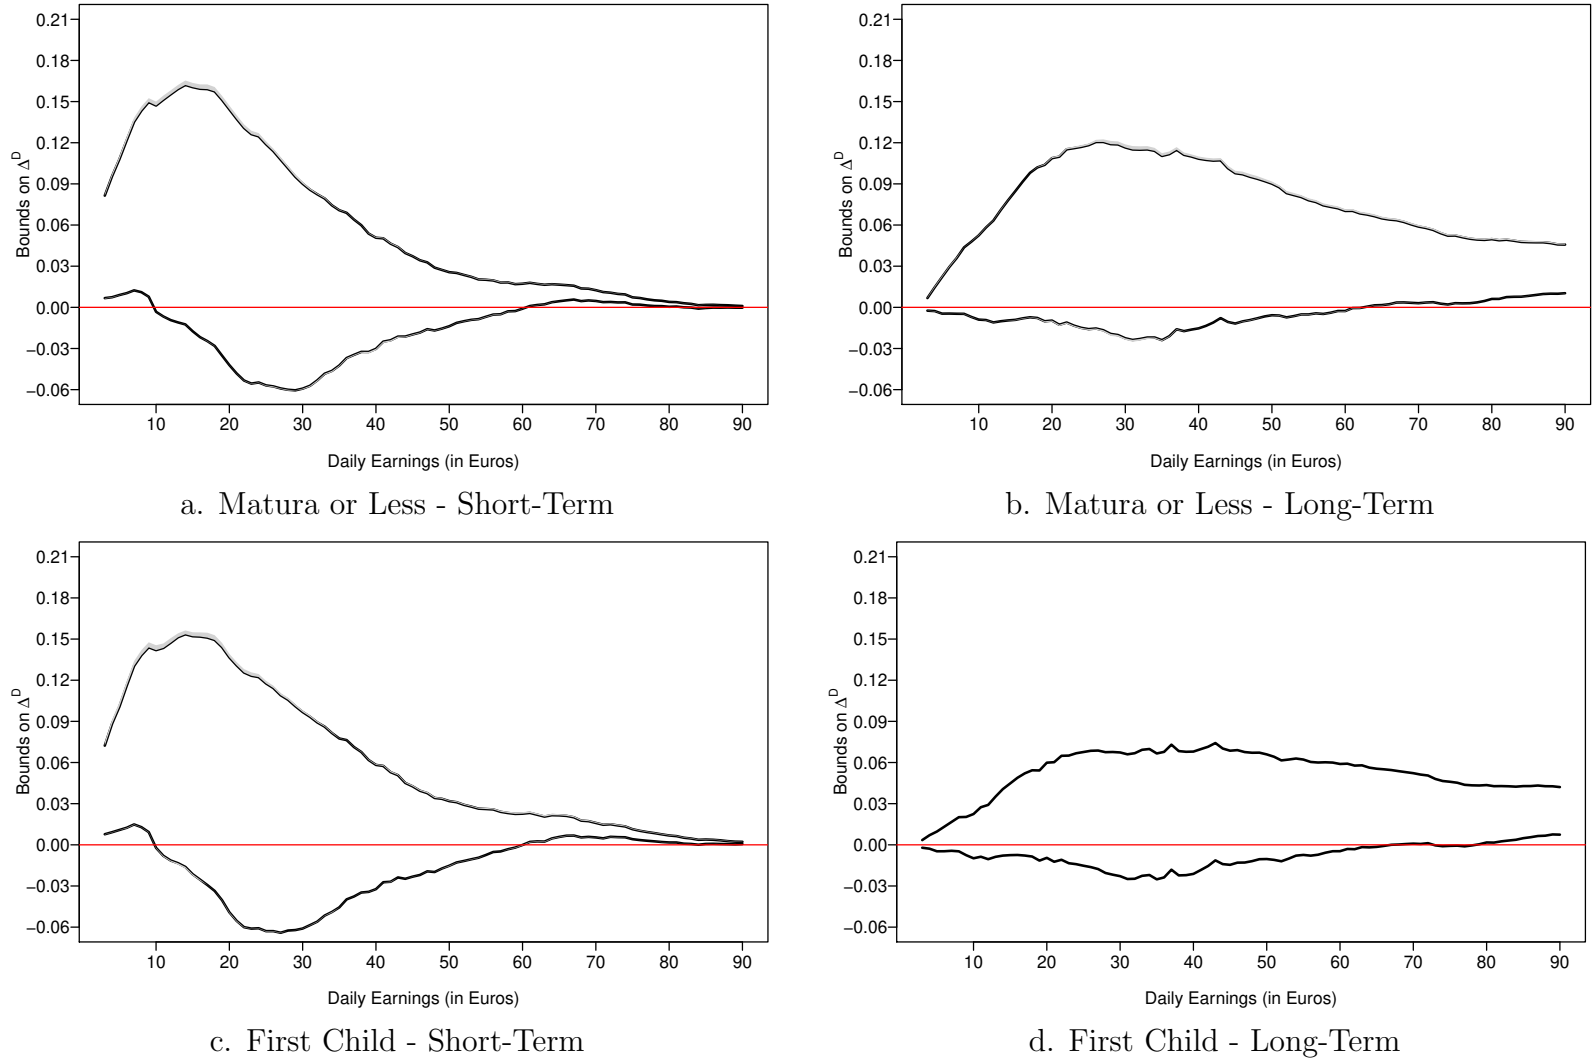 Bounds on Δᴰ
0.21
0.18
0.15
0.12
0.09
0.06
0.03
0.00
−0.03
−0.06
10 20 30 40 50 60 70 80 90
Daily Earnings (in Euros)
a. Matura or Less - Short-Term
Bounds on Δᴰ
0.21
0.18
0.15
0.12
0.09
0.06
0.03
0.00
−0.03
−0.06
10 20 30 40 50 60 70 80 90
Daily Earnings (in Euros)
b. Matura or Less - Long-Term
Bounds on Δᴰ
0.21
0.18
0.15
0.12
0.09
0.06
0.03
0.00
−0.03
−0.06
10 20 30 40 50 60 70 80 90
Daily Earnings (in Euros)
c. First Child - Short-Term
Bounds on Δᴰ
0.21
0.18
0.15
0.12
0.09
0.06
0.03
0.00
−0.03
−0.06
10 20 30 40 50 60 70 80 90
Daily Earnings (in Euros)
d. First Child - Long-Term